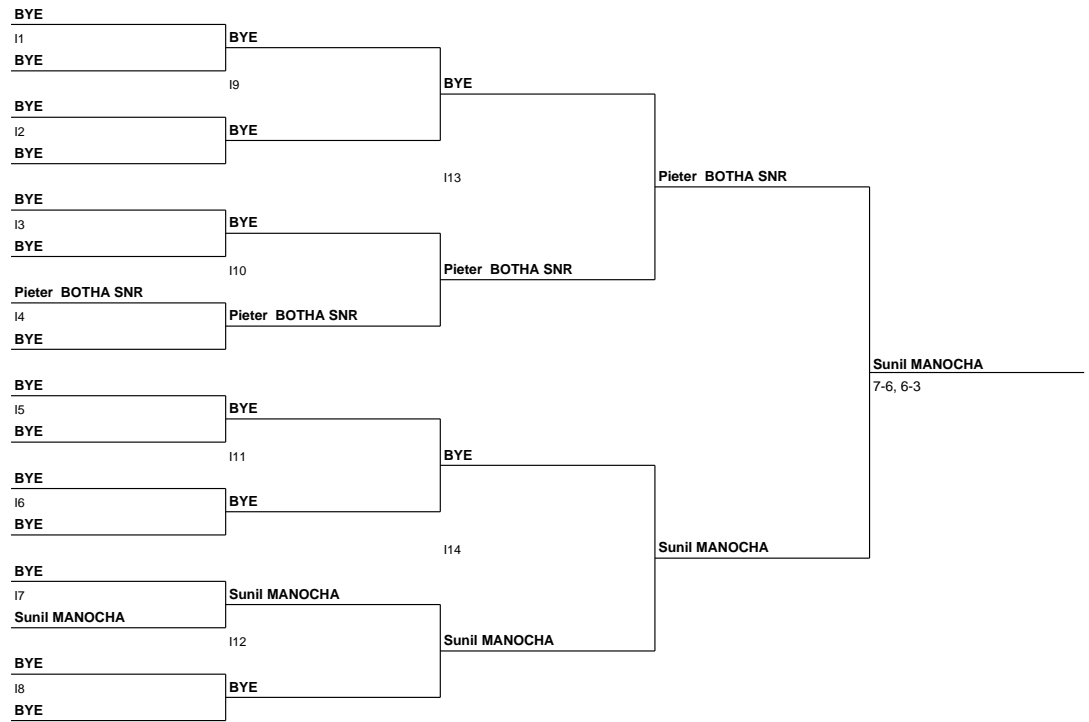 BYE
I1
BYE
BYE
I9
BYE
I2
BYE
BYE
BYE
I13
BYE
I3
BYE
BYE
I10
Pieter  BOTHA SNR
I4
BYE
Pieter  BOTHA SNR
Pieter  BOTHA SNR
Pieter  BOTHA SNR
BYE
I5
BYE
BYE
I11
BYE
I6
BYE
BYE
BYE
I14
BYE
I7
Sunil MANOCHA
Sunil MANOCHA
I12
BYE
I8
BYE
BYE
Sunil MANOCHA
Sunil MANOCHA
Sunil MANOCHA
7-6, 6-3